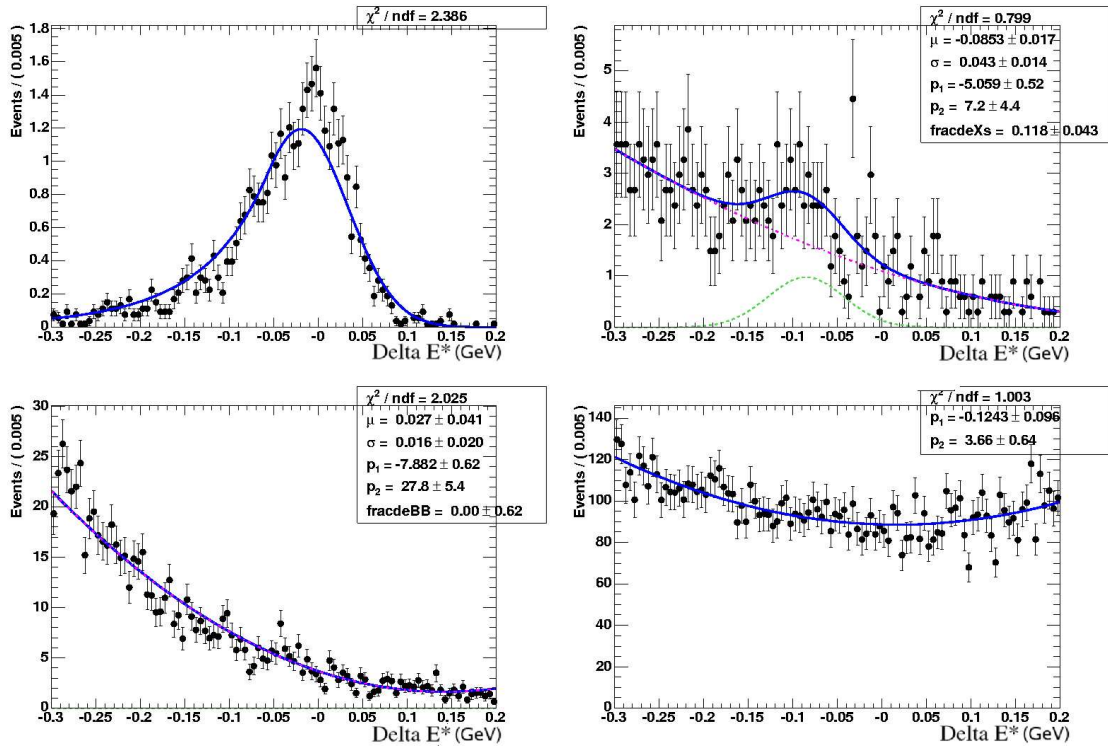 χ² / ndf = 2.386
Events / ( 0.005 )
1.8
1.6
1.4
1.2
1
0.8
0.6
0.4
0.2
0
-0.3 -0.25 -0.2 -0.15 -0.1 -0.05 -0 0.05 0.1 0.15 0.2
Delta E* (GeV)
χ² / ndf = 0.799
μ = -0.0853 ± 0.017
σ = 0.043 ± 0.014
p₁ = -5.059 ± 0.52
p₂ = 7.2 ± 4.4
fracdeXs = 0.118 ± 0.043
Events / ( 0.005 )
5
4
3
2
1
0
-0.3 -0.25 -0.2 -0.15 -0.1 -0.05 -0 0.05 0.1 0.15 0.2
Delta E* (GeV)
χ² / ndf = 2.025
μ = 0.027 ± 0.041
σ = 0.016 ± 0.020
p₁ = -7.882 ± 0.62
p₂ = 27.8 ± 5.4
fracdeBB = 0.00 ± 0.62
Events / ( 0.005 )
30
25
20
15
10
5
0
-0.3 -0.25 -0.2 -0.15 -0.1 -0.05 -0 0.05 0.1 0.15 0.2
Delta E* (GeV)
χ² / ndf = 1.003
p₁ = -0.1243 ± 0.096
p₂ = 3.66 ± 0.64
Events / ( 0.005 )
140
120
100
80
60
40
20
0
-0.3 -0.25 -0.2 -0.15 -0.1 -0.05 -0 0.05 0.1 0.15 0.2
Delta E* (GeV)